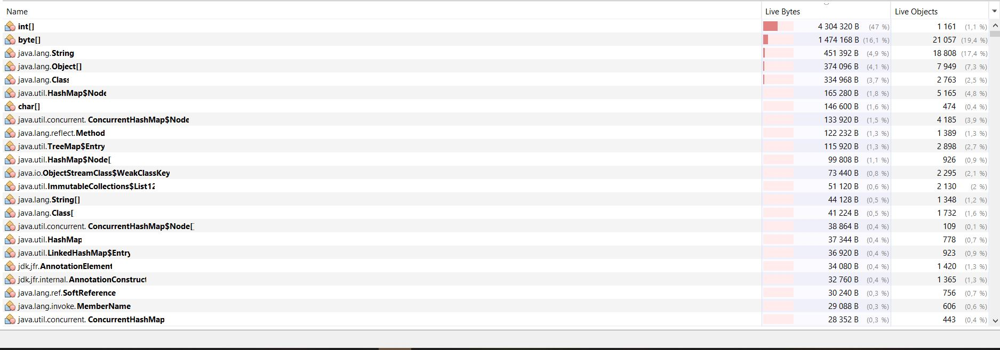 Name Live Bytes Live Objects
int[] 4 304 320 B (47 %) 1 161 (1,1 %)
byte[] 1 474 168 B (16,1 %) 21 057 (19,4 %)
java.lang.String 451 392 B (4,9 %) 18 808 (17,4 %)
java.lang.Object[] 374 096 B (4,1 %) 7 949 (7,3 %)
java.lang.Class 334 968 B (3,7 %) 2 763 (2,5 %)
java.util.HashMap$Node 165 280 B (1,8 %) 5 165 (4,8 %)
char[] 146 600 B (1,6 %) 474 (0,4 %)
java.util.concurrent. ConcurrentHashMap$Node 133 920 B (1,5 %) 4 185 (3,9 %)
java.lang.reflect.Method 122 232 B (1,3 %) 1 389 (1,3 %)
java.util.TreeMap$Entry 115 920 B (1,3 %) 2 898 (2,7 %)
java.util.HashMap$Node[ 99 808 B (1,1 %) 926 (0,9 %)
java.io.ObjectStreamClass$WeakClassKey 73 440 B (0,8 %) 2 295 (2,1 %)
java.util.ImmutableCollections$List12 51 120 B (0,6 %) 2 130 (2 %)
java.lang.String[] 44 128 B (0,5 %) 1 348 (1,2 %)
java.lang.Class[ 41 224 B (0,5 %) 1 732 (1,6 %)
java.util.concurrent. ConcurrentHashMap$Node[] 38 864 B (0,4 %) 109 (0,1 %)
java.util.HashMap 37 344 B (0,4 %) 778 (0,7 %)
java.util.LinkedHashMap$Entry 36 920 B (0,4 %) 923 (0,9 %)
jdk.jfr.AnnotationElement 34 080 B (0,4 %) 1 420 (1,3 %)
jdk.jfr.internal.AnnotationConstruct 32 760 B (0,4 %) 1 365 (1,3 %)
java.lang.ref.SoftReference 30 240 B (0,3 %) 756 (0,7 %)
java.lang.invoke.MemberName 29 088 B (0,3 %) 606 (0,6 %)
java.util.concurrent. ConcurrentHashMap 28 352 B (0,3 %) 443 (0,4 %)